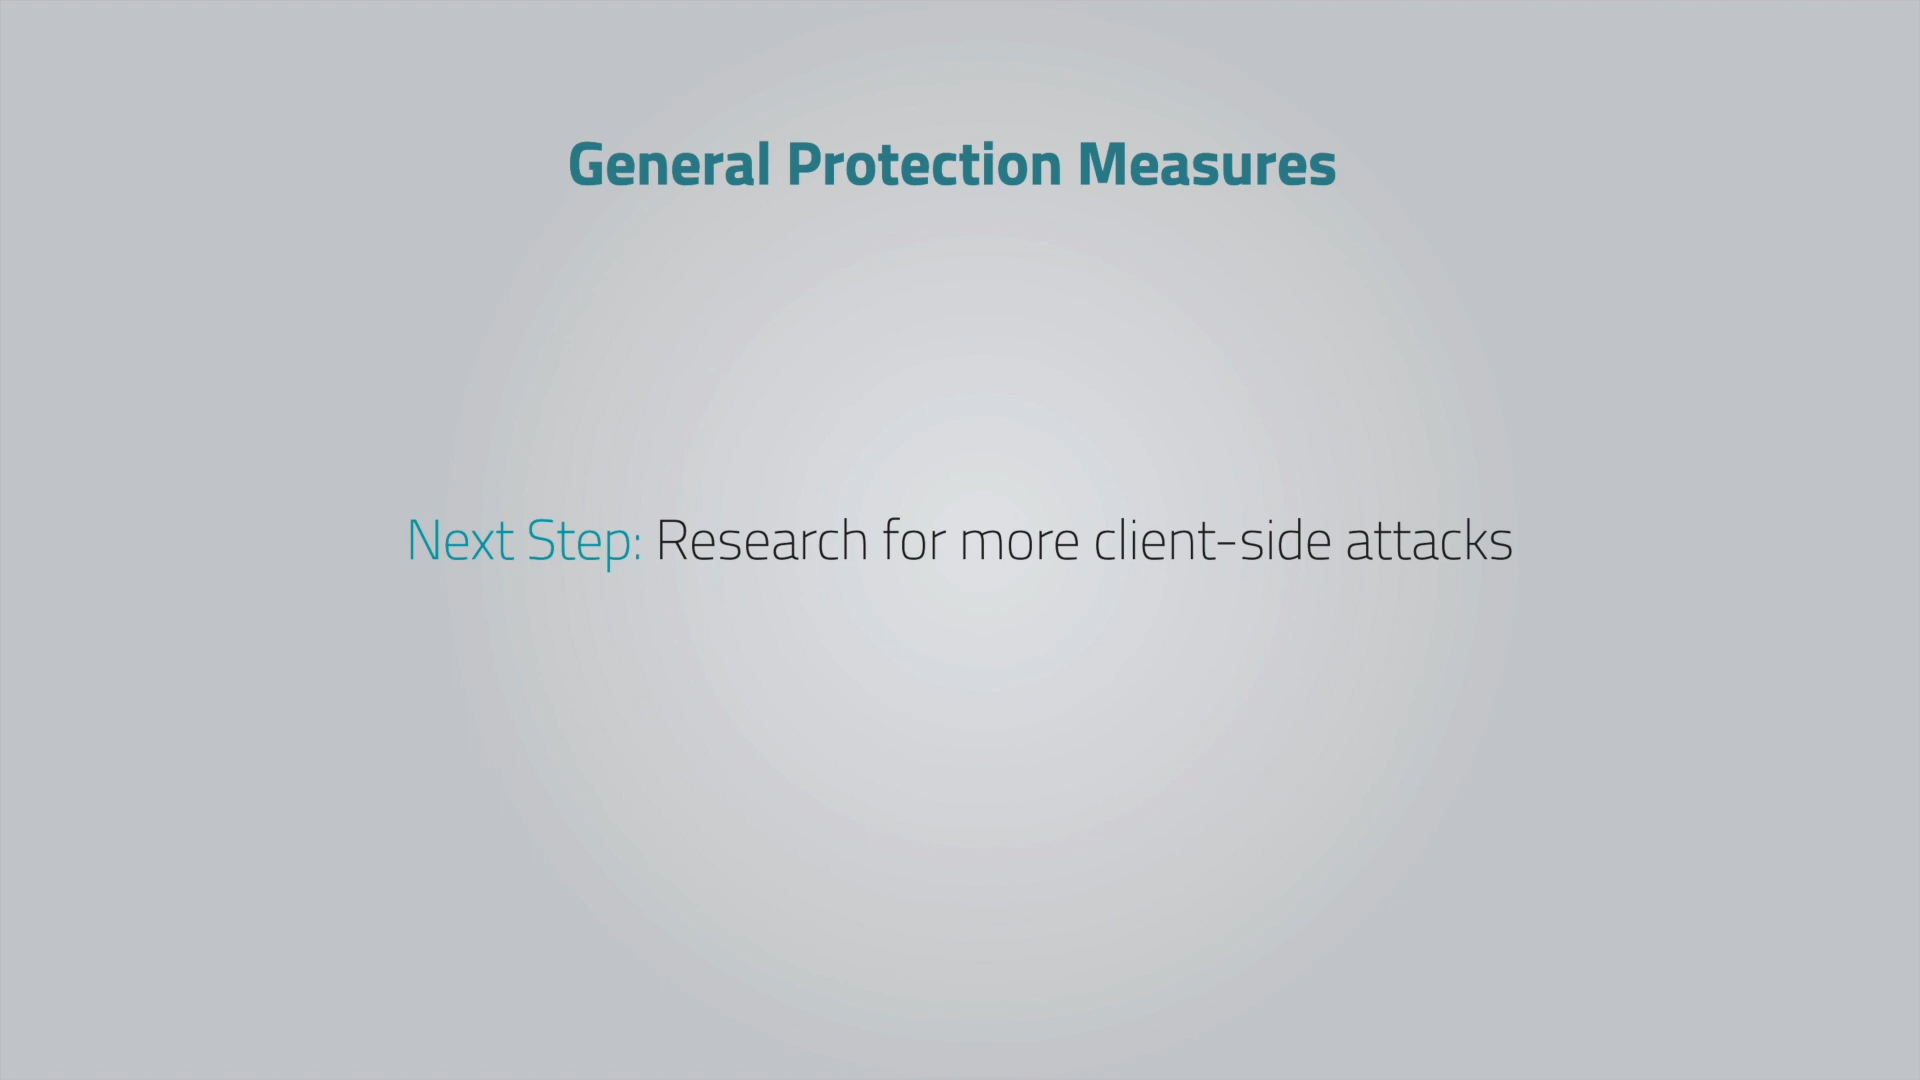 General Protection Measures
Next Step: Research for more client-side attacks